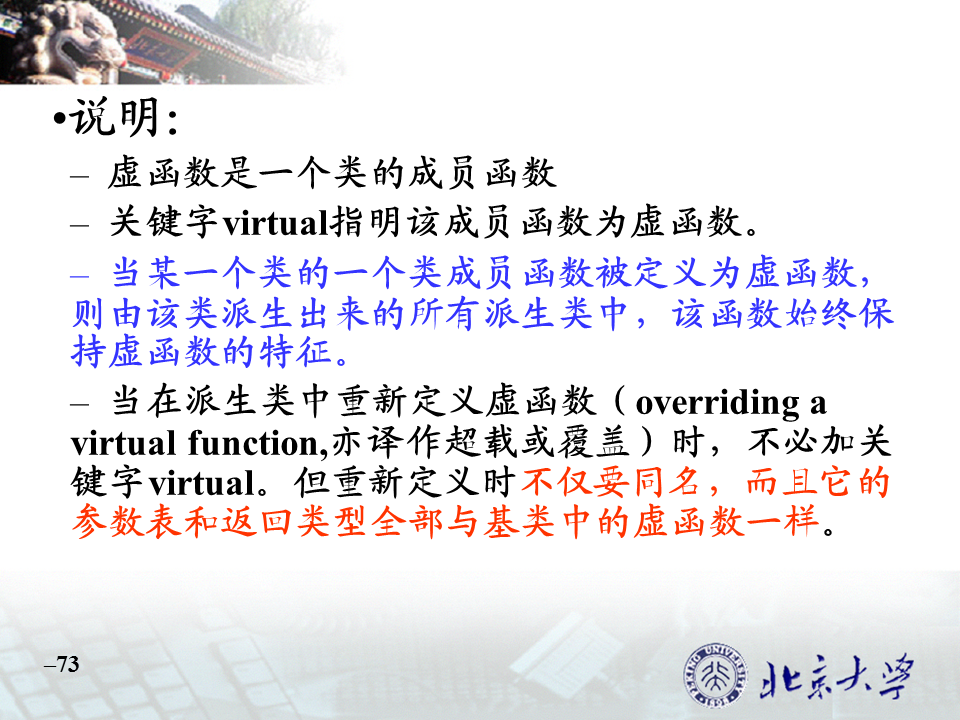 •说明：
– 虚函数是一个类的成员函数
– 关键字virtual指明该成员函数为虚函数。
– 当某一个类的一个类成员函数被定义为虚函数，
则由该类派生出来的所有派生类中，该函数始终保
持虚函数的特征。
– 当在派生类中重新定义虚函数（overriding a
virtual function,亦译作超载或覆盖）时，不必加关
键字virtual。但重新定义时不仅要同名，而且它的
参数表和返回类型全部与基类中的虚函数一样。
–73
PEKING UNIVERSITY
1898
北京大学